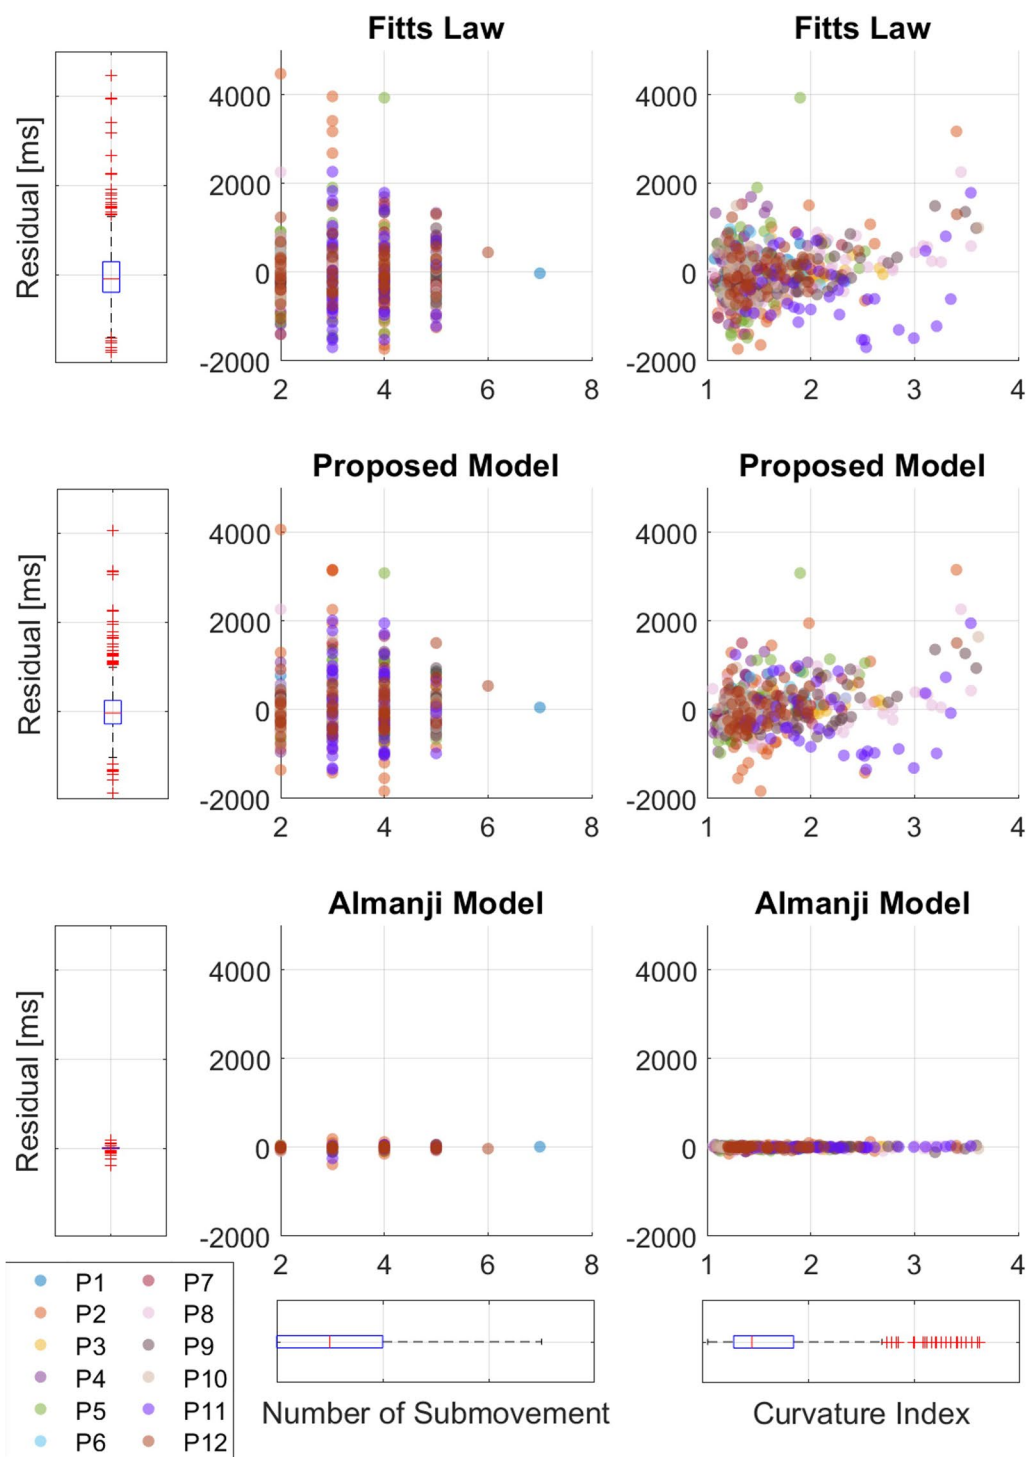 Fitts Law
Fitts Law
Residual [ms]
4000
2000
0
-2000
2 4 6 8
4000
2000
0
-2000
1 2 3 4
Proposed Model
Proposed Model
Residual [ms]
4000
2000
0
-2000
2 4 6 8
4000
2000
0
-2000
1 2 3 4
Almanji Model
Almanji Model
Residual [ms]
4000
2000
0
-2000
2 4 6 8
4000
2000
0
-2000
1 2 3 4
P1 P7
P2 P8
P3 P9
P4 P10
P5 P11
P6 P12
Number of Submovement
Curvature Index